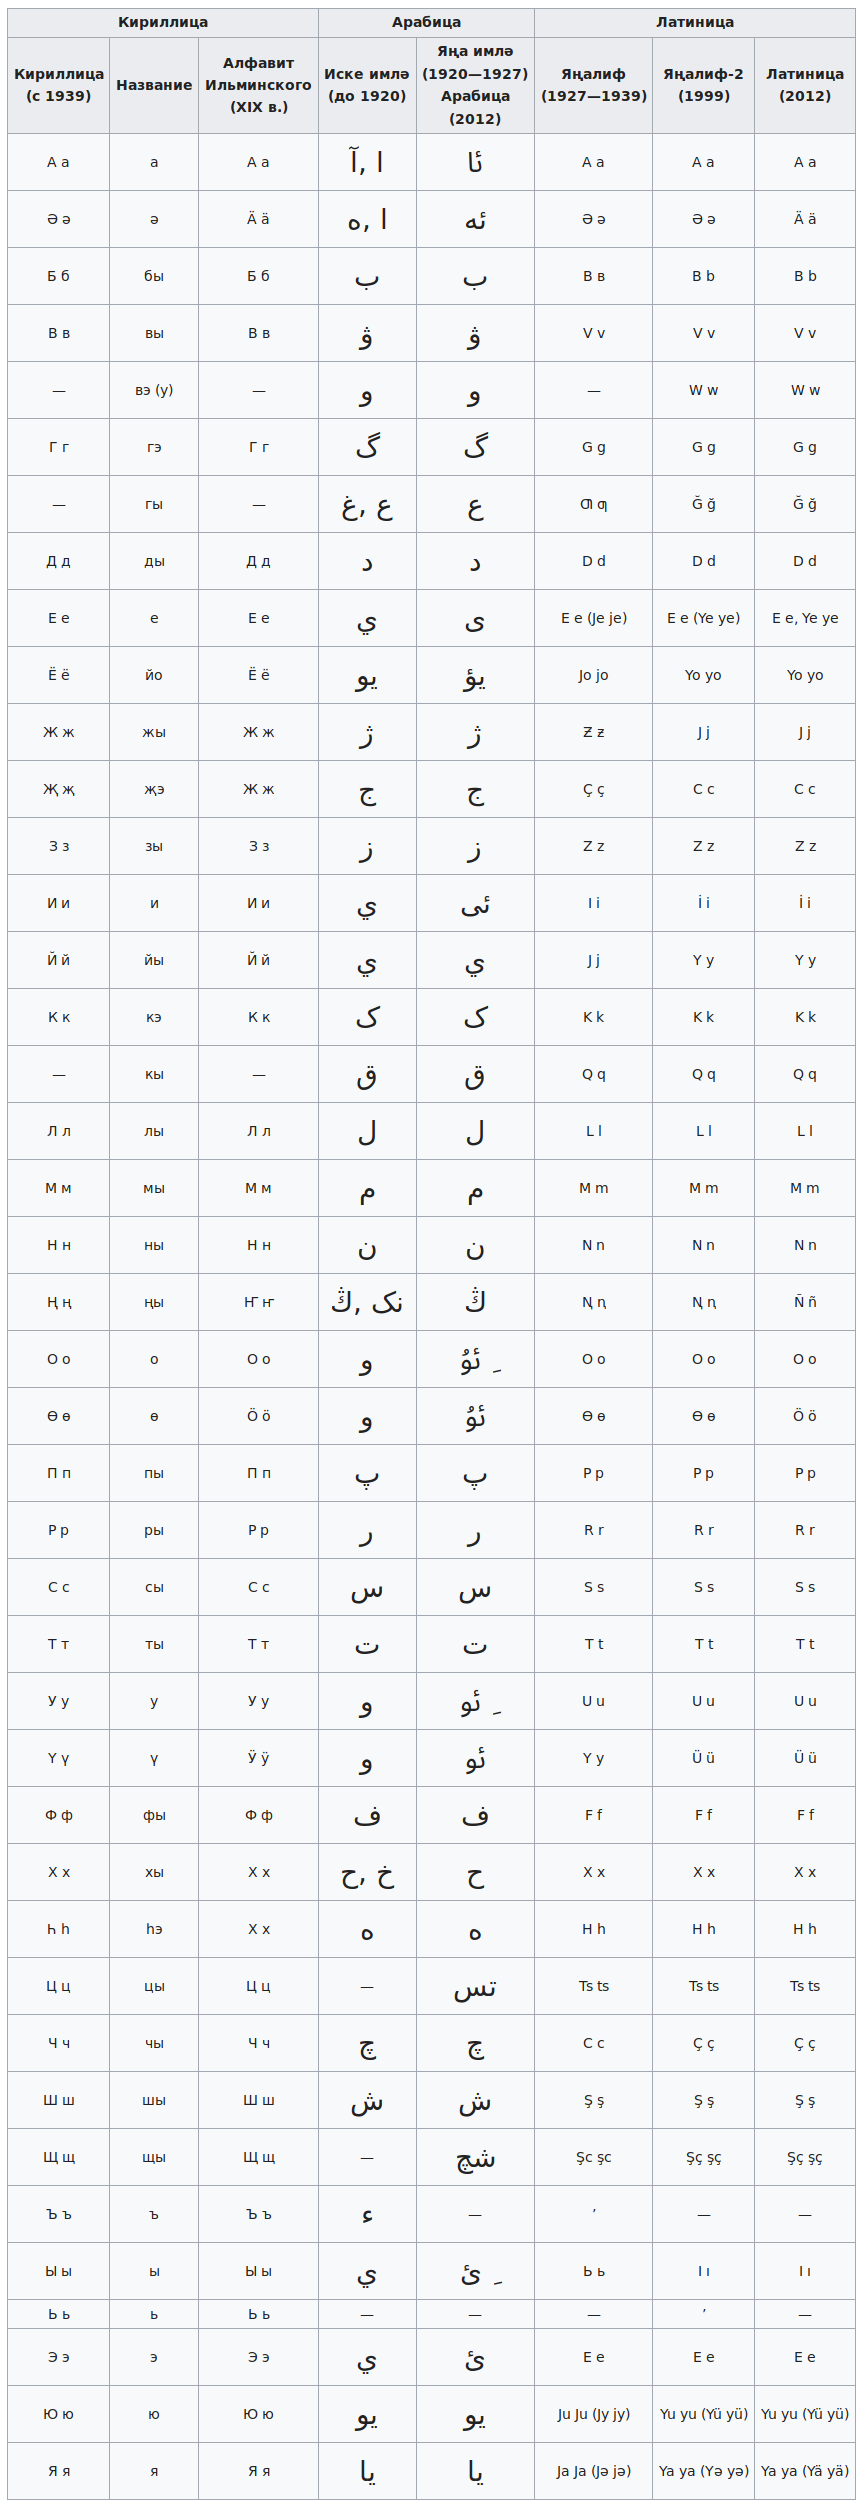 Кириллица Арабица Латиница
Кириллица (с 1939) Название Алфавит Ильминского (XIX в.) Иске имлә (до 1920) Яңа имлә (1920—1927) Арабица (2012) Яңалиф (1927—1939) Яңалиф-2 (1999) Латиница (2012)
А а а А а آ, ا ئا A a A a A a
Ә ә ә Ӓ ӓ ه, ا ئه Ə ə Ə ə Ä ä
Б б бы Б б ب ب B ʙ B b B b
В в вы В в ۋ ۋ V v V v V v
— вэ (у) — و و — W w W w
Г г гэ Г г گ گ G g G g G g
— гы — غ, ع ع Ƣ ƣ Ğ ğ Ğ ğ
Д д ды Д д د د D d D d D d
Е е е Е е ي ی E e (Je je) E e (Ye ye) E e, Ye ye
Ё ё йо Ё ё يو يؤ Jo jo Yo yo Yo yo
Ж ж жы Ж ж ژ ژ Ƶ ƶ J j J j
Җ җ җэ Ж ж ج ج Ç ç C c C c
З з зы З з ز ز Z z Z z Z z
И и и И и ي ئی I i İ i İ i
Й й йы Й й ي ي J j Y y Y y
К к кэ К к ک ک K k K k K k
— кы — ق ق Q q Q q Q q
Л л лы Л л ل ل L l L l L l
М м мы М м م م M m M m M m
Н н ны Н н ن ن N n N n N n
Ң ң ңы Ҥ ҥ ڭ, نک ڭ Ꞑ ꞑ Ꞑ ꞑ Ñ ñ
О о о О о و ئۇ ِ O o O o O o
Ө ө ө Ӧ ӧ و ئۇ Ɵ ɵ Ɵ ɵ Ö ö
П п пы П п پ پ P p P p P p
Р р ры Р р ر ر R r R r R r
С с сы С с س س S s S s S s
Т т ты Т т ت ت T t T t T t
У у у У у و ئو ِ U u U u U u
Ү ү ү Ӱ ӱ و ئو Y y Ü ü Ü ü
Ф ф фы Ф ф ف ف F f F f F f
Х х хы Х х ح, خ ح X x X x X x
Һ һ һэ Х х ه ه H h H h H h
Ц ц цы Ц ц — تس Ts ts Ts ts Ts ts
Ч ч чы Ч ч چ چ C c Ç ç Ç ç
Ш ш шы Ш ш ش ش Ş ş Ş ş Ş ş
Щ щ щы Щ щ — شچ Şc şc Şç şç Şç şç
Ъ ъ ъ Ъ ъ ء — ’ — —
Ы ы ы Ы ы ي ئ ِ Ь ь I ı I ı
Ь ь ь Ь ь — — — ’ —
Э э э Э э ي ئ E e E e E e
Ю ю ю Ю ю يو يو Ju Ju (Jy jy) Yu yu (Yü yü) Yu yu (Yü yü)
Я я я Я я يا يا Ja Ja (Jə jə) Ya ya (Yə yə) Ya ya (Yä yä)